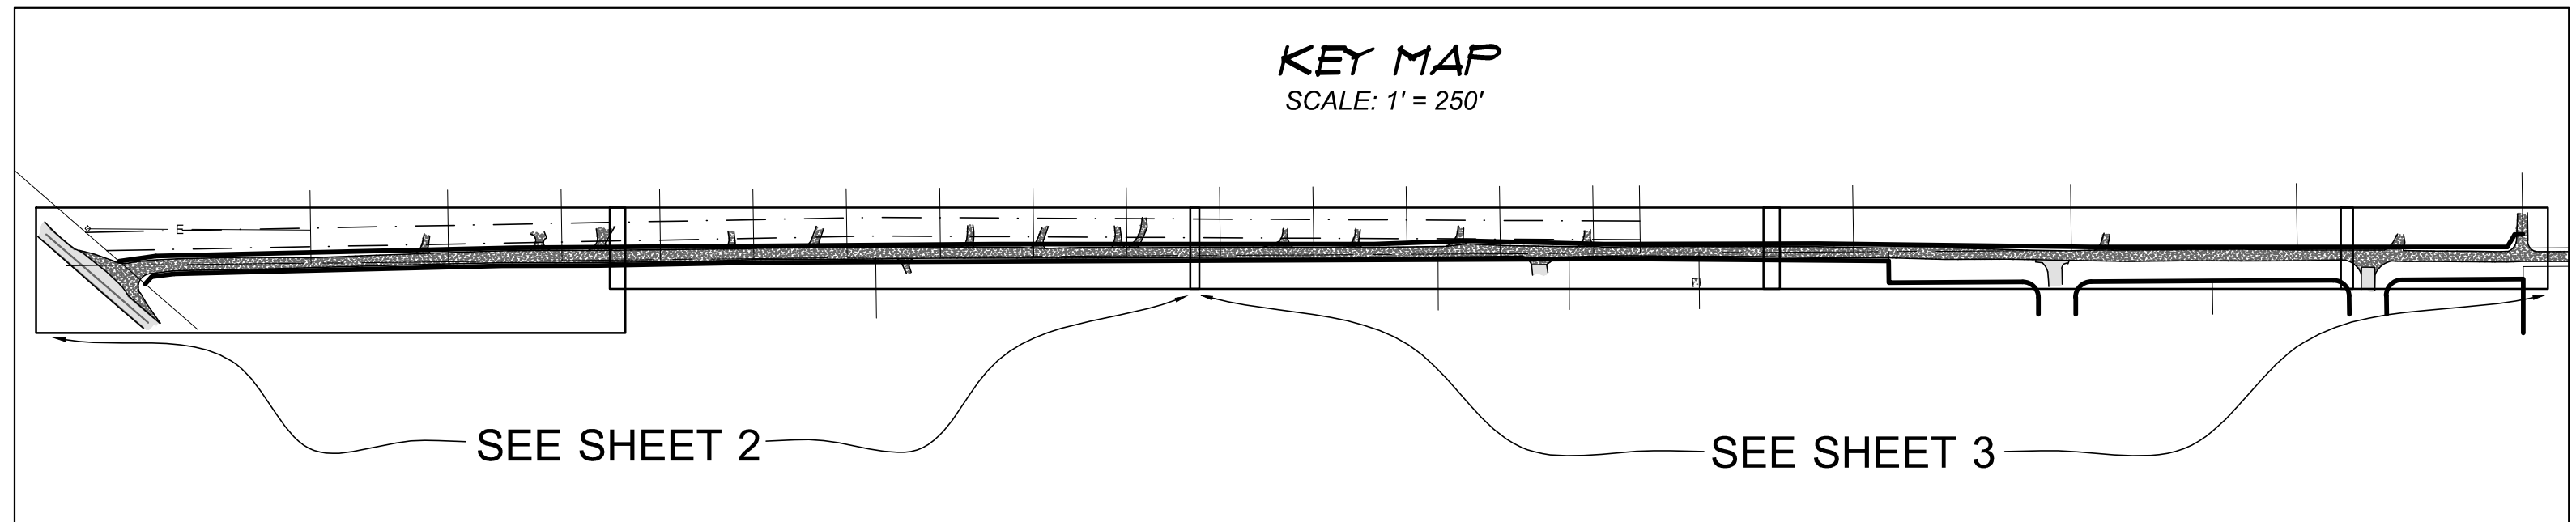 KEY MAP
SCALE: 1' = 250'
E
SEE SHEET 2
SEE SHEET 3